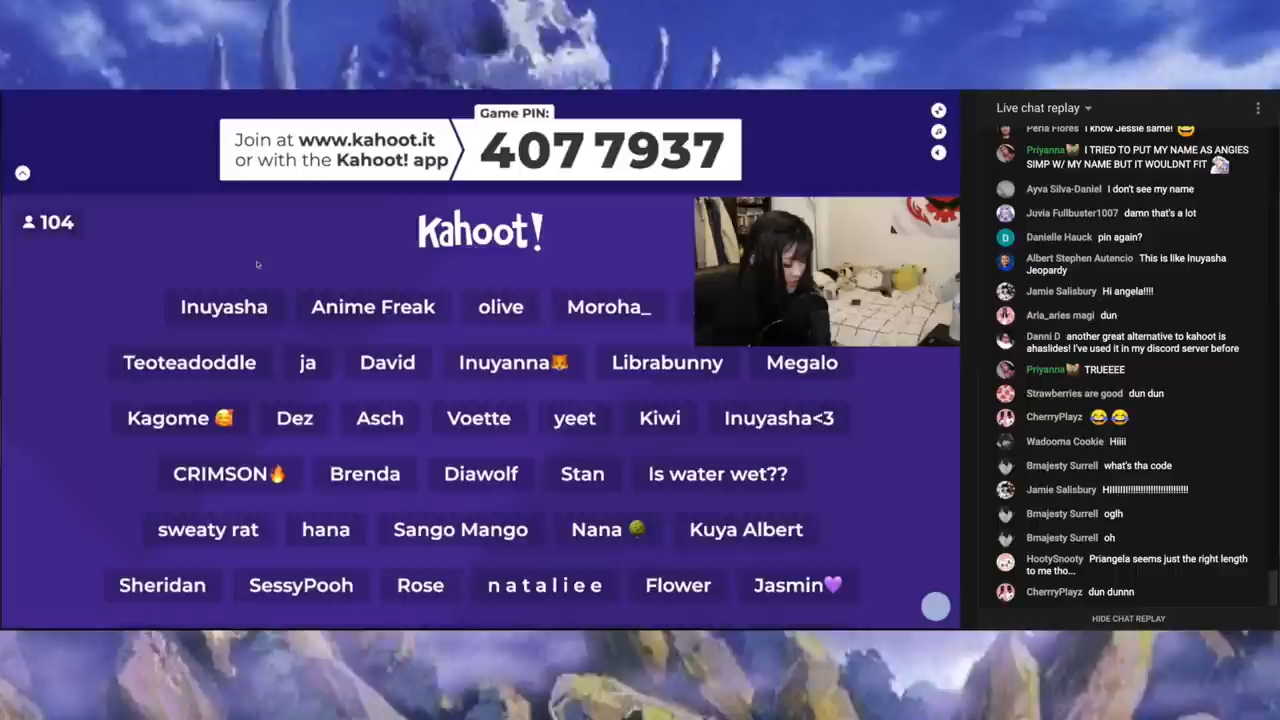 Game PIN:
Join at www.kahoot.it
or with the Kahoot! app
407 7937
104
Kahoot!
Inuyasha Anime Freak olive Moroha_
Teoteadoddle ja David Inuyanna🐯 Librabunny Megalo
Kagome 🥰 Dez Asch Voette yeet Kiwi Inuyasha<3
CRIMSON🔥 Brenda Diawolf Stan Is water wet??
sweaty rat hana Sango Mango Nana 🌳 Kuya Albert
Sheridan SessyPooh Rose n a t a l i e e Flower Jasmin💜
Live chat replay
Perla Flores I know Jessie same! 🤓
Priyanna I TRIED TO PUT MY NAME AS ANGIES
SIMP W/ MY NAME BUT IT WOULDNT FIT
Ayva Silva-Daniel I don't see my name
Juvia Fullbuster1007 damn that's a lot
D
Danielle Hauck pin again?
Albert Stephen Autencio This is like Inuyasha
Jeopardy
Jamie Salisbury Hi angela!!!!
Aria_aries magi dun
Danni D another great alternative to kahoot is
ahaslides! I've used it in my discord server before
Priyanna TRUEEEE
Strawberries are good dun dun
CherrryPlayz 😂 😂
Wadooma Cookie Hiiii
Bmajesty Surrell what's tha code
Jamie Salisbury HIIIIIII!!!!!!!!!!!!!!!!!!!!!!
Bmajesty Surrell oglh
Bmajesty Surrell oh
HootySnooty Priangela seems just the right length
to me tho...
CherrryPlayz dun dunnn
HIDE CHAT REPLAY